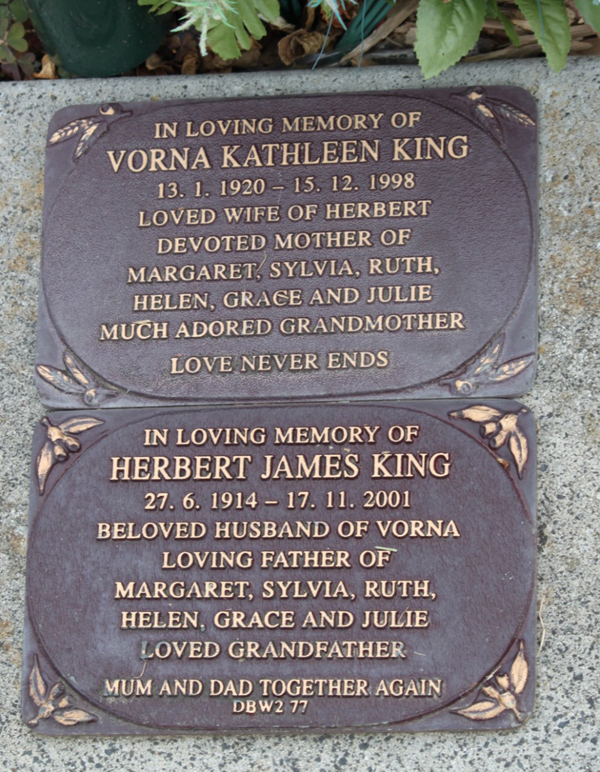 IN LOVING MEMORY OF
VORNA KATHLEEN KING
13. 1. 1920 – 15. 12. 1998
LOVED WIFE OF HERBERT
DEVOTED MOTHER OF
MARGARET, SYLVIA, RUTH,
HELEN, GRACE AND JULIE
MUCH ADORED GRANDMOTHER
LOVE NEVER ENDS
IN LOVING MEMORY OF
HERBERT JAMES KING
27. 6. 1914 – 17. 11. 2001
BELOVED HUSBAND OF VORNA
LOVING FATHER OF
MARGARET, SYLVIA, RUTH,
HELEN, GRACE AND JULIE
LOVED GRANDFATHER
MUM AND DAD TOGETHER AGAIN
DBW2 77